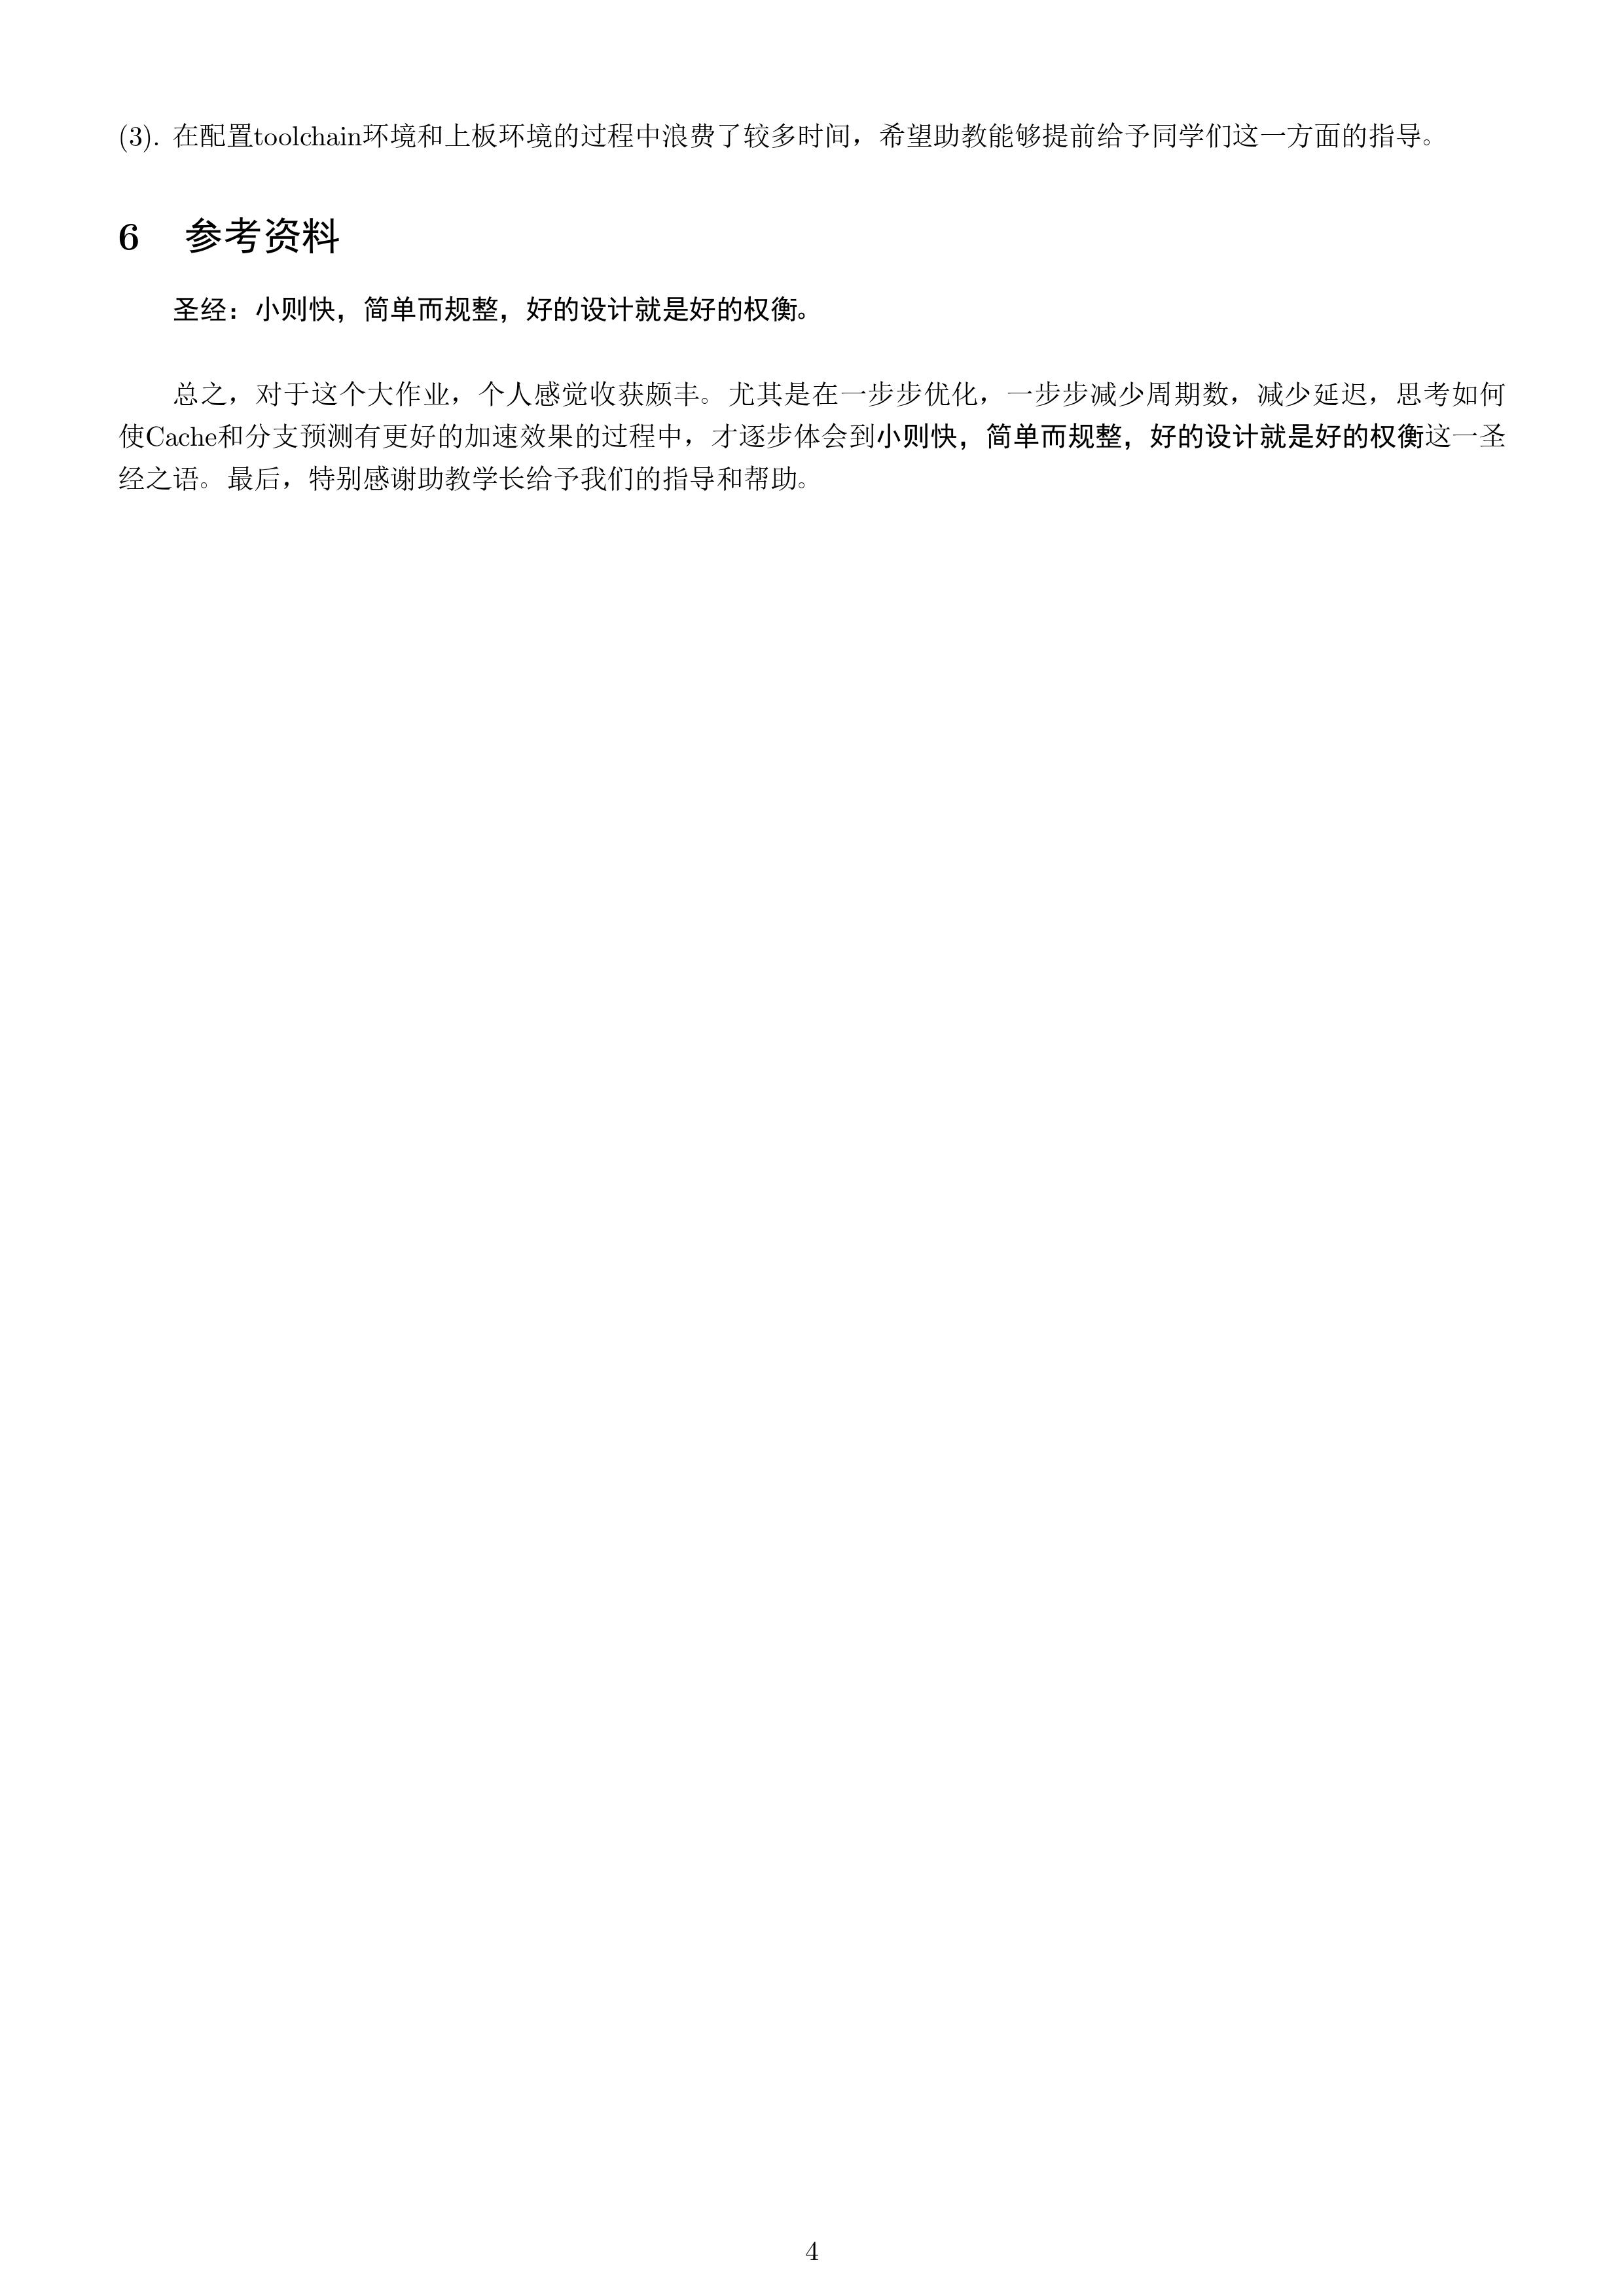 (3). 在配置toolchain环境和上板环境的过程中浪费了较多时间，希望助教能够提前给予同学们这一方面的指导。
6 参考资料
圣经：小则快，简单而规整，好的设计就是好的权衡。
总之，对于这个大作业，个人感觉收获颇丰。尤其是在一步步优化，一步步减少周期数，减少延迟，思考如何
使Cache和分支预测有更好的加速效果的过程中，才逐步体会到小则快，简单而规整，好的设计就是好的权衡这一圣
经之语。最后，特别感谢助教学长给予我们的指导和帮助。
4